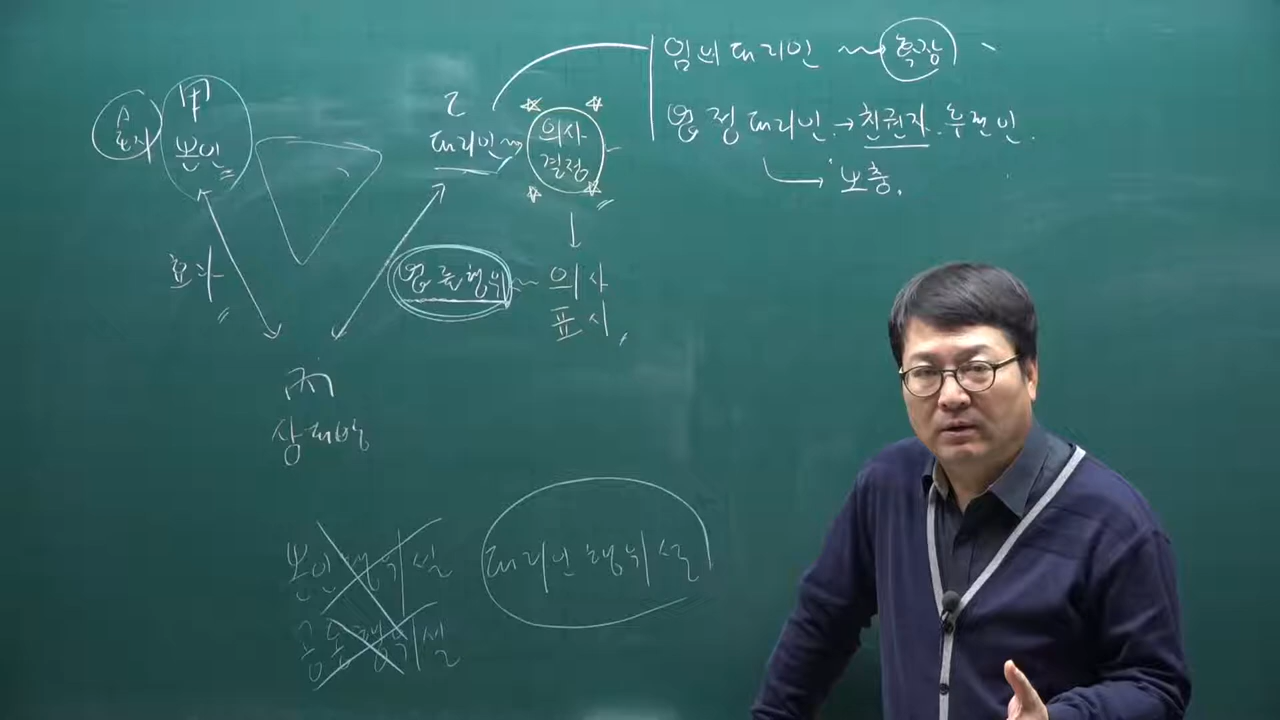 임의대리인 확장
법정대리인 → 친권자. 후견인.
보충.
甲
본인
乙
대리인
의사
결정
효과
법률행위
의사
표시
丙
상대방
본인행위설
공동행위설
대리인행위설